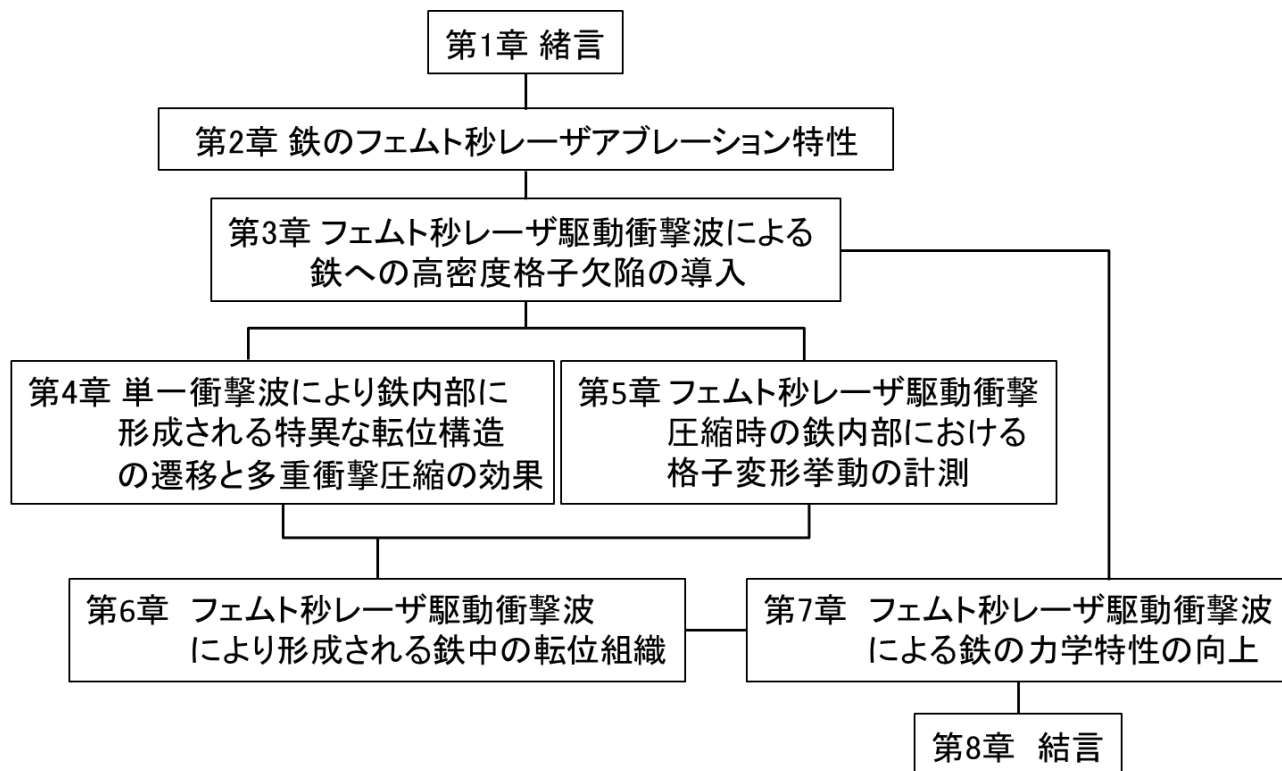 第1章 緒言
第2章 鉄のフェムト秒レーザアブレーション特性
第3章 フェムト秒レーザ駆動衝撃波による
鉄への高密度格子欠陥の導入
第4章 単一衝撃波により鉄内部に
形成される特異な転位構造
の遷移と多重衝撃圧縮の効果
第5章 フェムト秒レーザ駆動衝撃
圧縮時の鉄内部における
格子変形挙動の計測
第6章 フェムト秒レーザ駆動衝撃波
により形成される鉄中の転位組織
第7章 フェムト秒レーザ駆動衝撃波
による鉄の力学特性の向上
第8章 結言